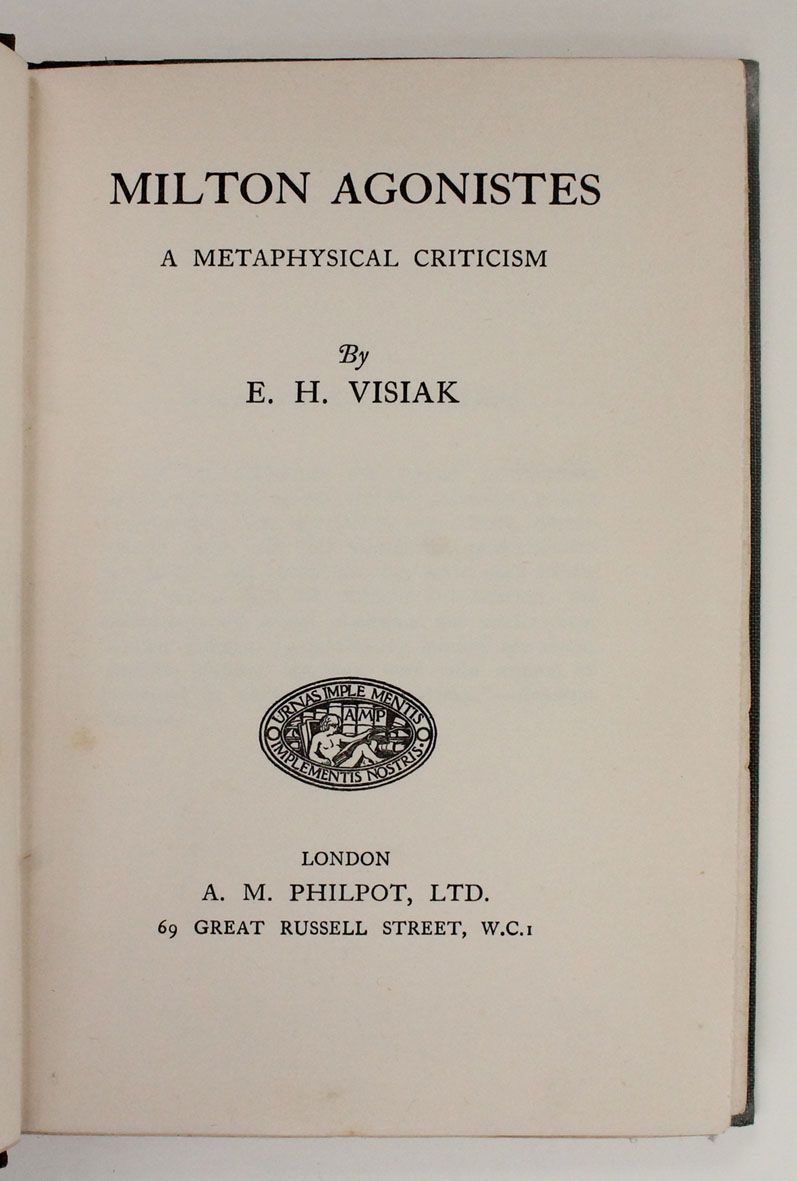 MILTON AGONISTES
A METAPHYSICAL CRITICISM
By
E. H. VISIAK
URNAS IMPLE MENTIS
AMP
IMPLEMENTIS NOSTRIS.
LONDON
A. M. PHILPOT, LTD.
69 GREAT RUSSELL STREET, W.C.1